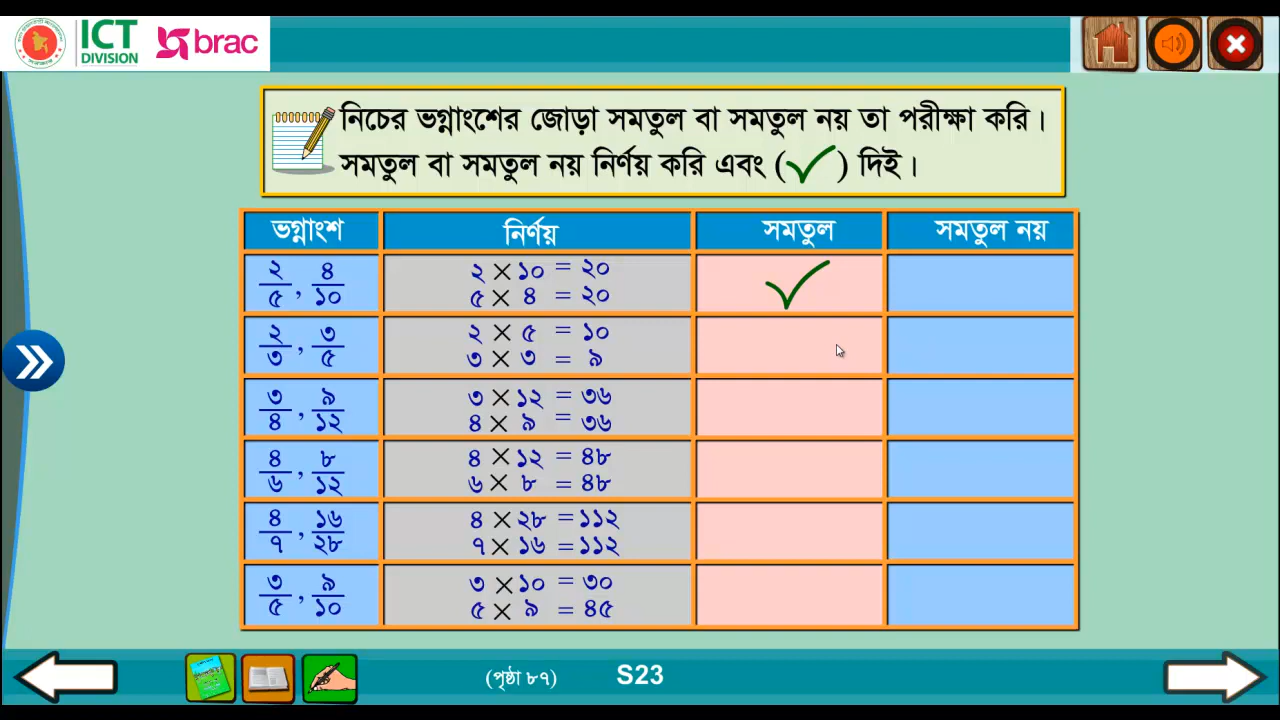 ICT
DIVISION
brac
নিচের ভগ্নাংশের জোড়া সমতুল বা সমতুল নয় তা পরীক্ষা করি।
সমতুল বা সমতুল নয় নির্ণয় করি এবং (✓) দিই।
ভগ্নাংশ নির্ণয় সমতুল সমতুল নয়
২/৫, ৪/১০ ২ × ১০ = ২০ ✓
৫ × ৪ = ২০
২/৩, ৩/৫ ২ × ৫ = ১০
৩ × ৩ = ৯
৩/৪, ৯/১২ ৩ × ১২ = ৩৬
৪ × ৯ = ৩৬
৪/৬, ৮/১২ ৪ × ১২ = ৪৮
৬ × ৮ = ৪৮
৪/৭, ১৬/২৮ ৪ × ২৮ = ১১২
৭ × ১৬ = ১১২
৩/৫, ৯/১০ ৩ × ১০ = ৩০
৫ × ৯ = ৪৫
(পৃষ্ঠা ৮৭) S23